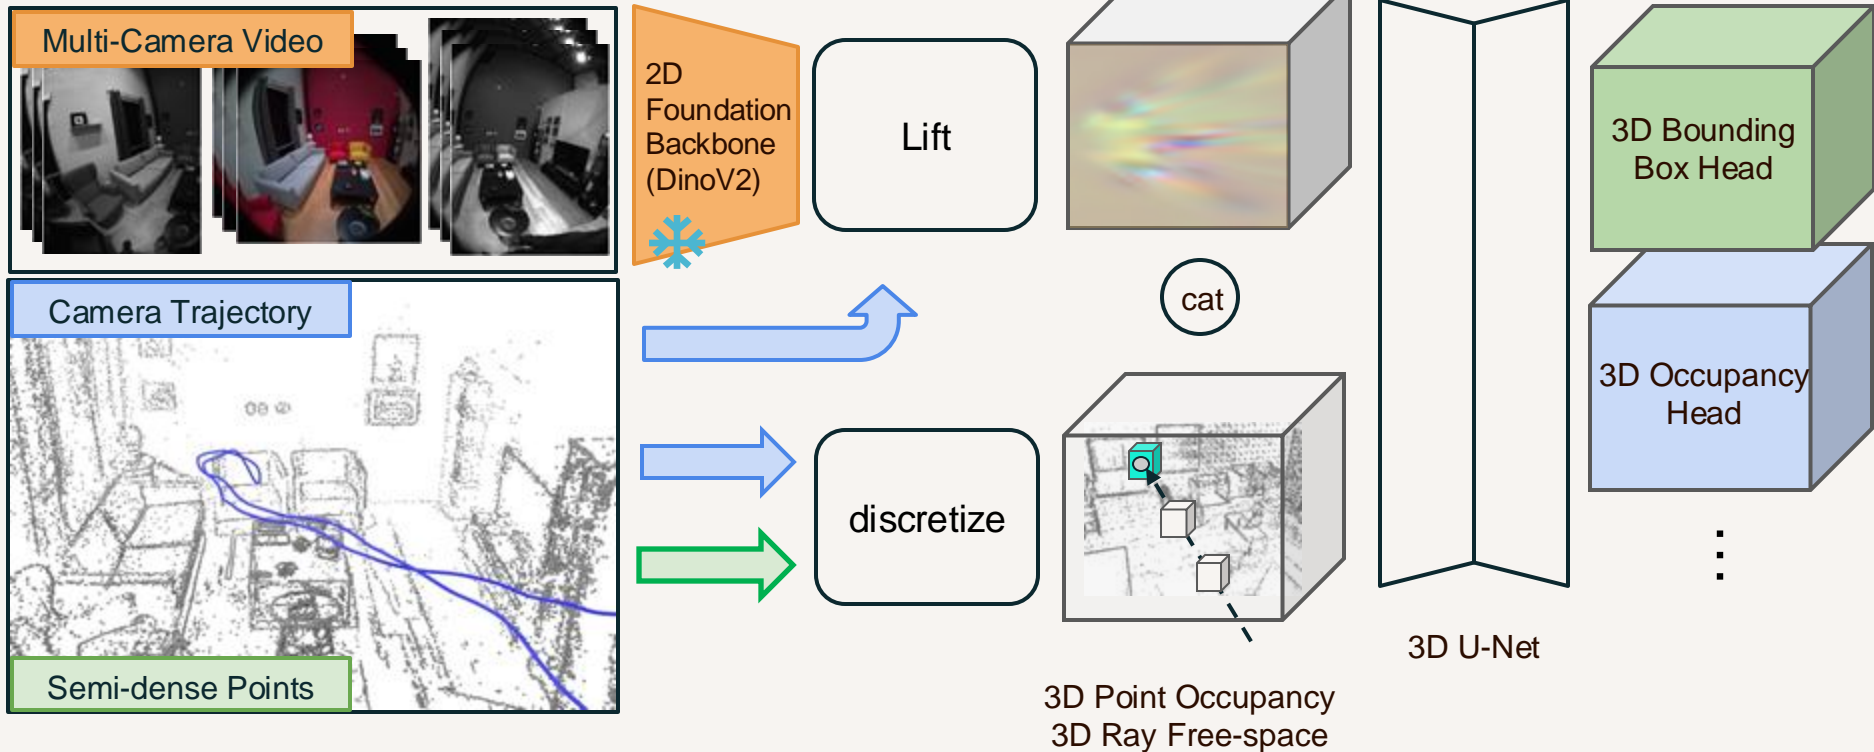 Multi-Camera Video
2D
Foundation
Backbone
(DinoV2)
Lift
3D Bounding
Box Head
Camera Trajectory
cat
3D Occupancy
Head
discretize
Semi-dense Points
3D U-Net
3D Point Occupancy
3D Ray Free-space